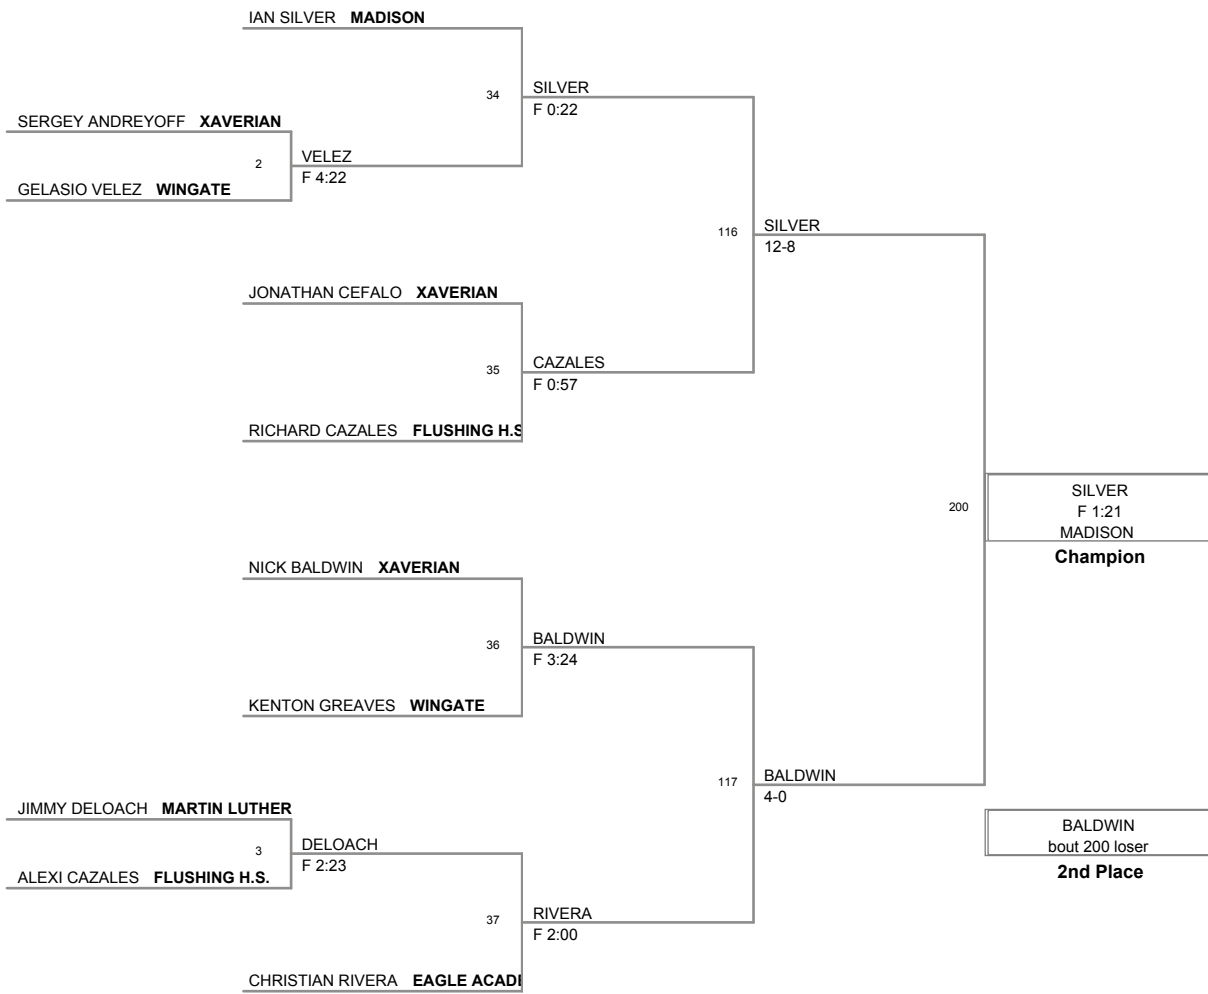 IAN SILVER MADISON
34
SILVER
F 0:22
SERGEY ANDREYOFF XAVERIAN
2
VELEZ
F 4:22
GELASIO VELEZ WINGATE
116
SILVER
12-8
JONATHAN CEFALO XAVERIAN
35
CAZALES
F 0:57
RICHARD CAZALES FLUSHING H.S
200
SILVER
F 1:21
MADISON
Champion
NICK BALDWIN XAVERIAN
36
BALDWIN
F 3:24
KENTON GREAVES WINGATE
117
BALDWIN
4-0
JIMMY DELOACH MARTIN LUTHER
3
DELOACH
F 2:23
ALEXI CAZALES FLUSHING H.S.
BALDWIN
bout 200 loser
2nd Place
37
RIVERA
F 2:00
CHRISTIAN RIVERA EAGLE ACAD